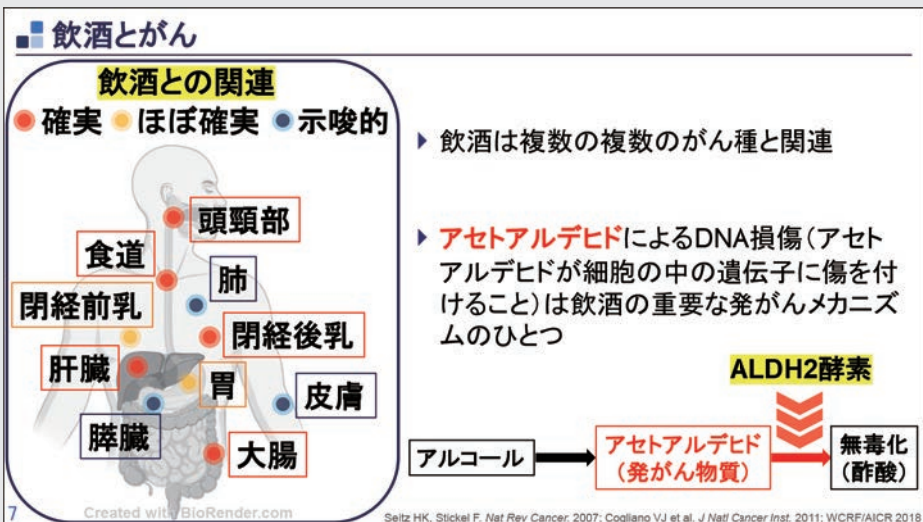 飲酒とがん
飲酒との関連
確実 ほぼ確実 示唆的
頭頸部
食道
肺
閉経前乳
閉経後乳
肝臓
胃
皮膚
膵臓
大腸
飲酒は複数の複数のがん種と関連
アセトアルデヒドによるDNA損傷(アセト
アルデヒドが細胞の中の遺伝子に傷を付
けること)は飲酒の重要な発がんメカニズ
ムのひとつ
ALDH2酵素
アルコール
アセトアルデヒド
(発がん物質)
無毒化
(酢酸)
7
Created with BioRender.com
Seitz HK, Stickel F. Nat Rev Cancer. 2007; Cogliano VJ et al. J Natl Cancer Inst. 2011; WCRF/AICR 2018